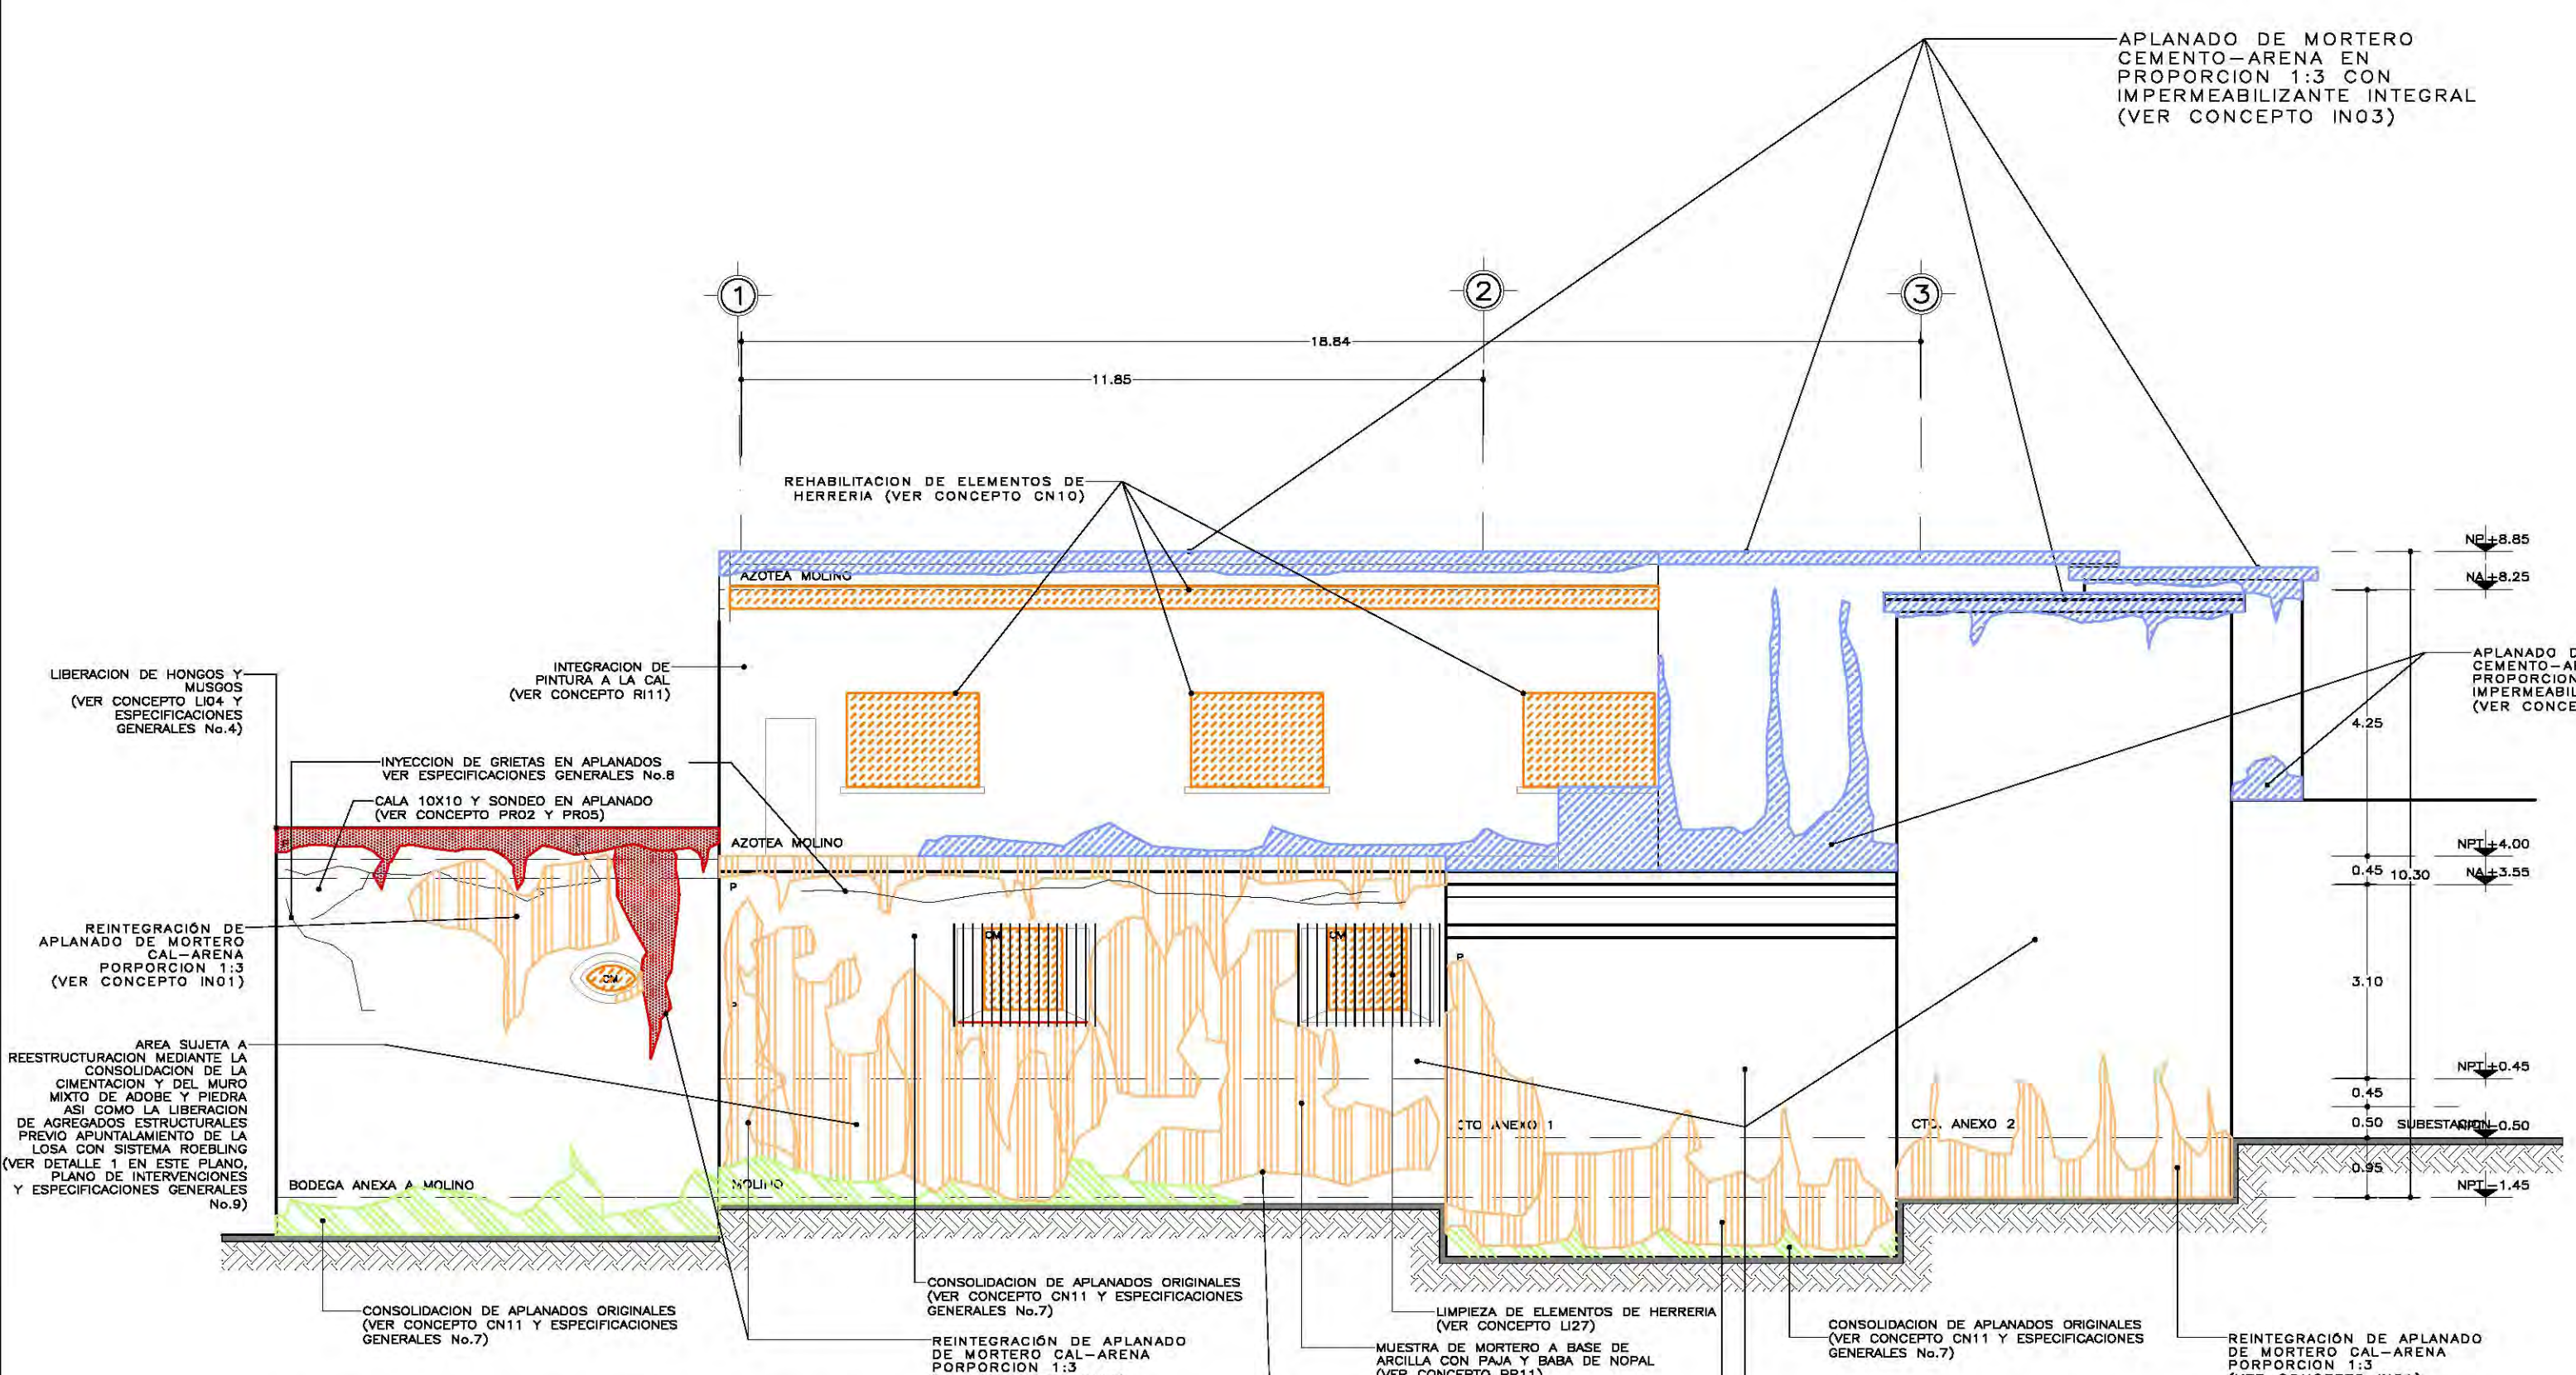 APLANADO DE MORTERO
CEMENTO-ARENA EN
PROPORCION 1:3 CON
IMPERMEABILIZANTE INTEGRAL
(VER CONCEPTO IN03)
1
2
3
18.84
11.85
REHABILITACION DE ELEMENTOS DE
HERRERIA (VER CONCEPTO CN10)
NP +8.85
AZOTEA MOLINO
NA +8.25
LIBERACION DE HONGOS Y
MUSGOS
(VER CONCEPTO LI04 Y
ESPECIFICACIONES
GENERALES No.4)
INTEGRACION DE
PINTURA A LA CAL
(VER CONCEPTO RI11)
APLANADO D
CEMENTO-A
PROPORCION
IMPERMEABIL
(VER CONCE
4.25
INYECCION DE GRIETAS EN APLANADOS
VER ESPECIFICACIONES GENERALES No.8
CALA 10X10 Y SONDEO EN APLANADO
(VER CONCEPTO PR02 Y PR05)
AZOTEA MOLINO
NPT +4.00
0.45
10.30
NA +3.55
P
P
P
REINTEGRACIÓN DE
APLANADO DE MORTERO
CAL-ARENA
PORPORCION 1:3
(VER CONCEPTO IN01)
CM
CM
CM
3.10
AREA SUJETA A
REESTRUCTURACION MEDIANTE LA
CONSOLIDACION DE LA
CIMENTACION Y DEL MURO
MIXTO DE ADOBE Y PIEDRA
ASI COMO LA LIBERACION
DE AGREGADOS ESTRUCTURALES
PREVIO APUNTALAMIENTO DE LA
LOSA CON SISTEMA ROEBLING
(VER DETALLE 1 EN ESTE PLANO,
PLANO DE INTERVENCIONES
Y ESPECIFICACIONES GENERALES
No.9)
NPT +0.45
0.45
CTO. ANEXO 1
CTO. ANEXO 2
0.50
SUBESTACION
-0.50
0.95
BODEGA ANEXA A MOLINO
MOLINO
NPT -1.45
CONSOLIDACION DE APLANADOS ORIGINALES
(VER CONCEPTO CN11 Y ESPECIFICACIONES
GENERALES No.7)
CONSOLIDACION DE APLANADOS ORIGINALES
(VER CONCEPTO CN11 Y ESPECIFICACIONES
GENERALES No.7)
REINTEGRACIÓN DE APLANADO
DE MORTERO CAL-ARENA
PORPORCION 1:3
LIMPIEZA DE ELEMENTOS DE HERRERIA
(VER CONCEPTO LI27)
MUESTRA DE MORTERO A BASE DE
ARCILLA CON PAJA Y BABA DE NOPAL
(VER CONCEPTO PR11)
CONSOLIDACION DE APLANADOS ORIGINALES
(VER CONCEPTO CN11 Y ESPECIFICACIONES
GENERALES No.7)
REINTEGRACIÓN DE APLANADO
DE MORTERO CAL-ARENA
PORPORCION 1:3